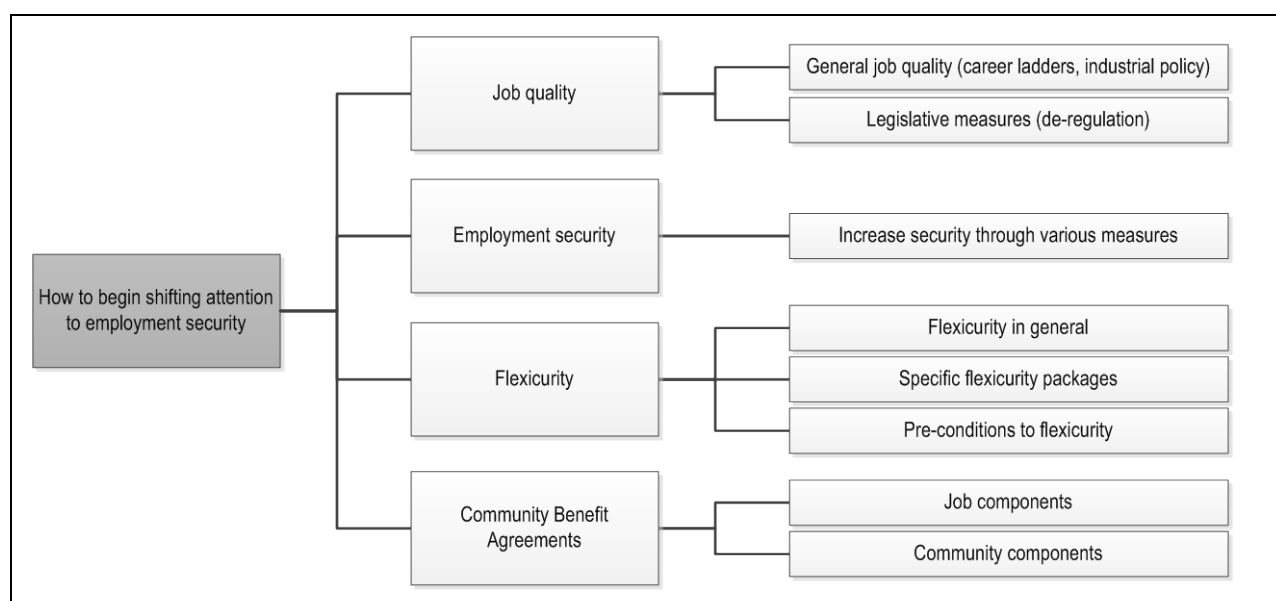 How to begin shifting attention
to employment security
Job quality
General job quality (career ladders, industrial policy)
Legislative measures (de-regulation)
Employment security
Increase security through various measures
Flexicurity
Flexicurity in general
Specific flexicurity packages
Pre-conditions to flexicurity
Community Benefit
Agreements
Job components
Community components